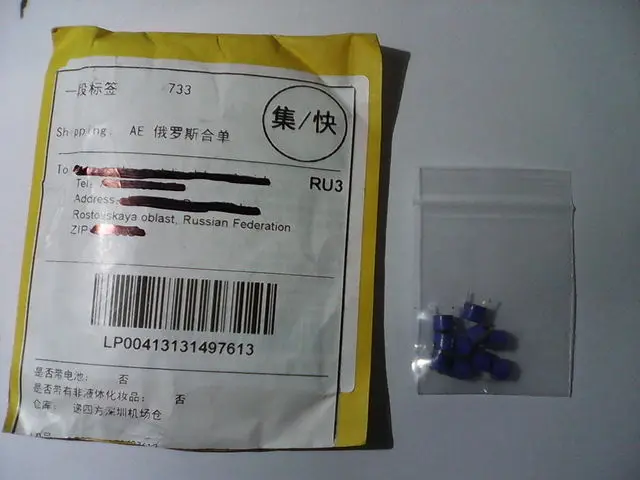 一段标签 733
集/快
Shipping: AE 俄罗斯合单
To
RU3
Tel:
Address:
Rostovskaya oblast, Russian Federation
ZIP
LP00413131497613
是否带电池: 否
是否带有非液体化妆品: 否
仓库: 递四方深圳机场仓